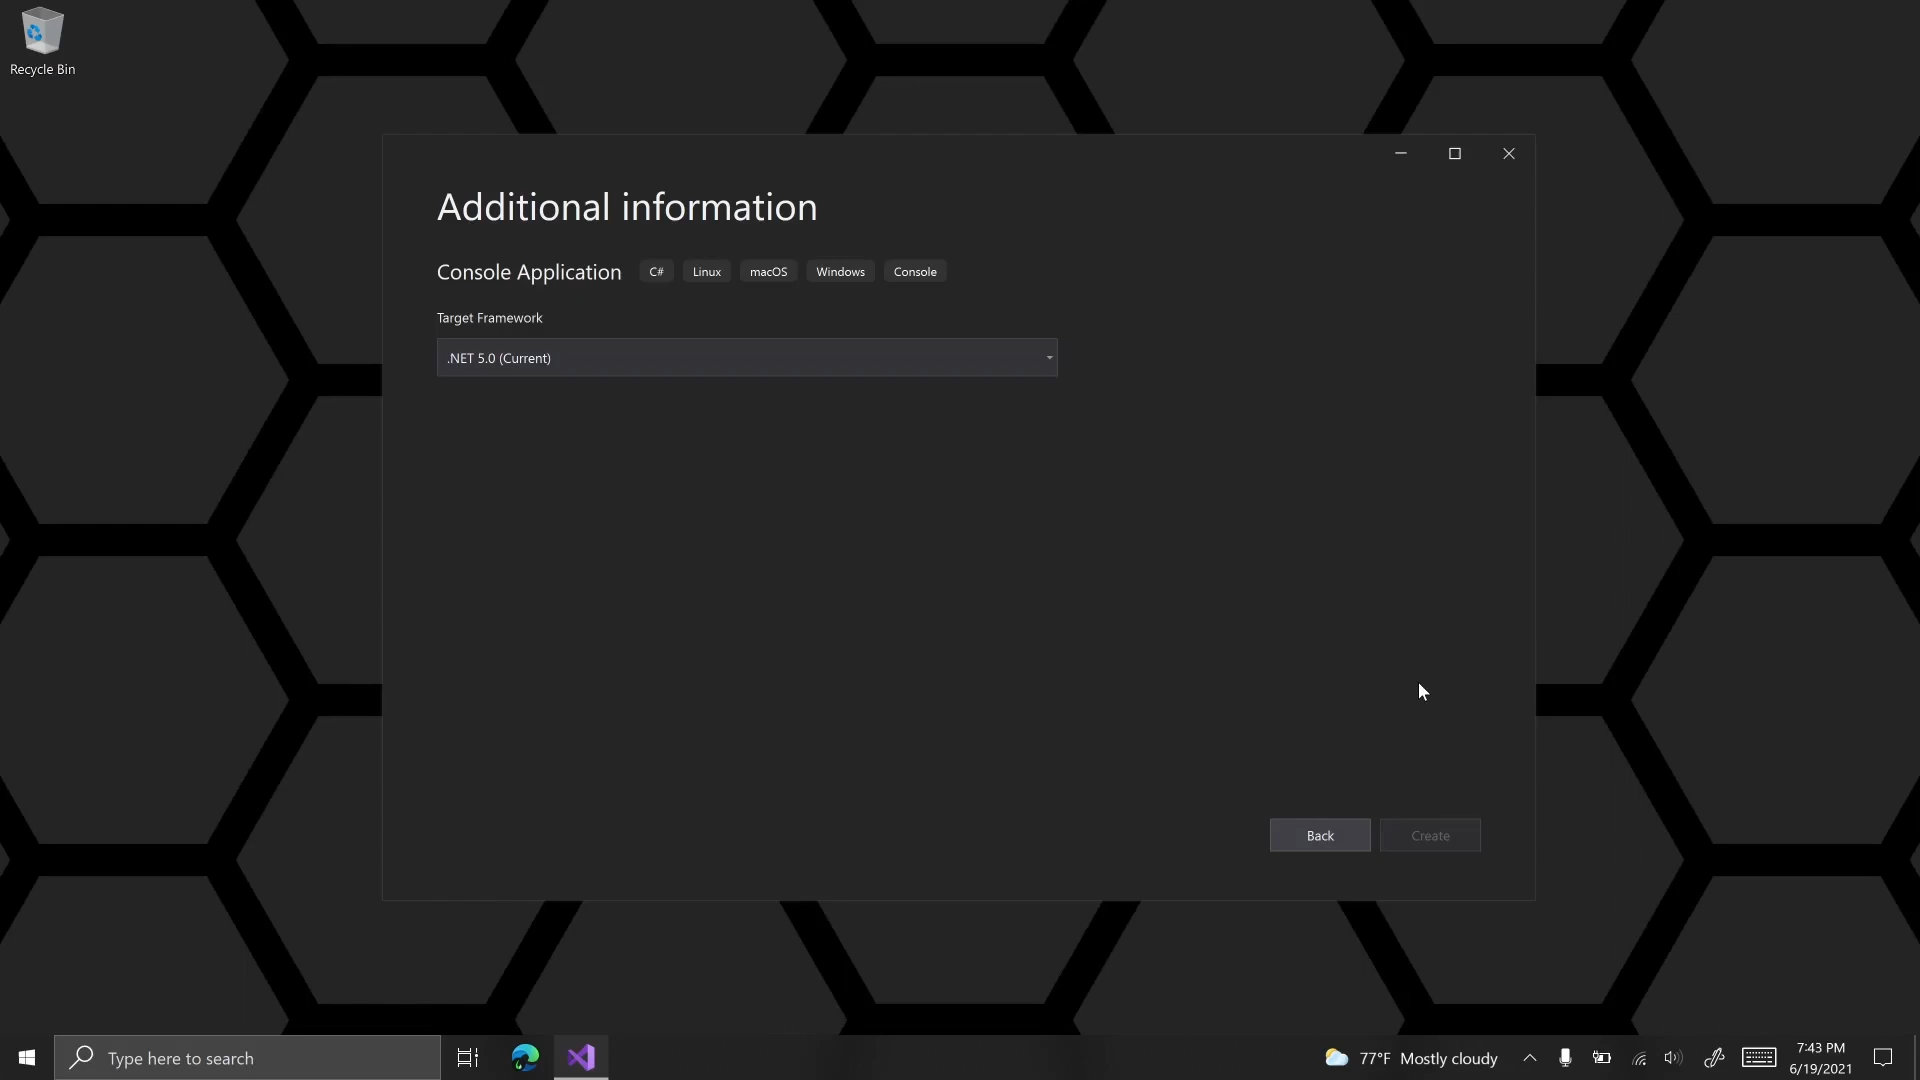 Recycle Bin
Additional information
Console Application C# Linux macOS Windows Console
Target Framework
.NET 5.0 (Current)
Back Create
Type here to search
77°F Mostly cloudy
7:43 PM
6/19/2021